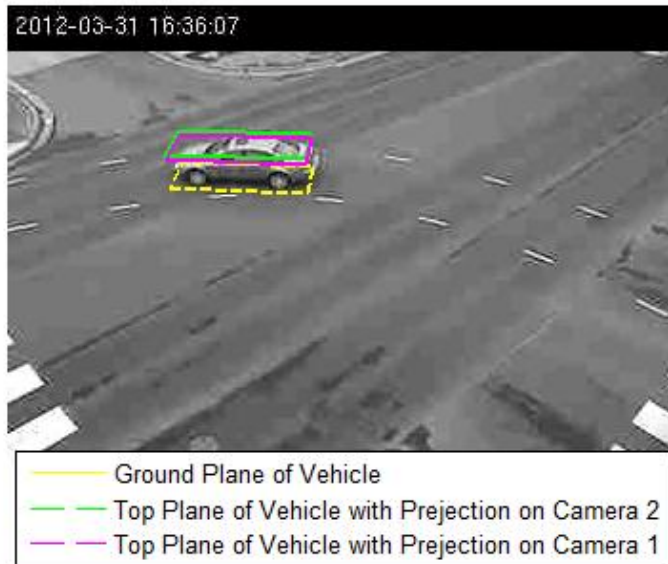 2012-03-31 16:36:07
Ground Plane of Vehicle
Top Plane of Vehicle with Prejection on Camera 2
Top Plane of Vehicle with Prejection on Camera 1